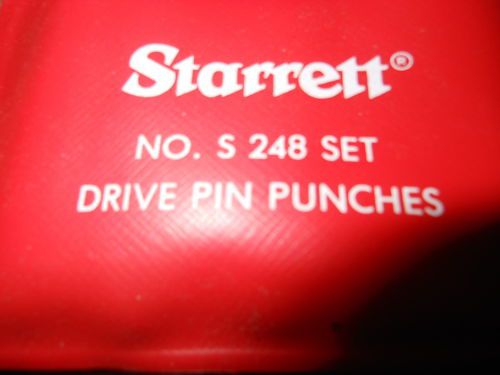 Starrett®
NO. S 248 SET
DRIVE PIN PUNCHES